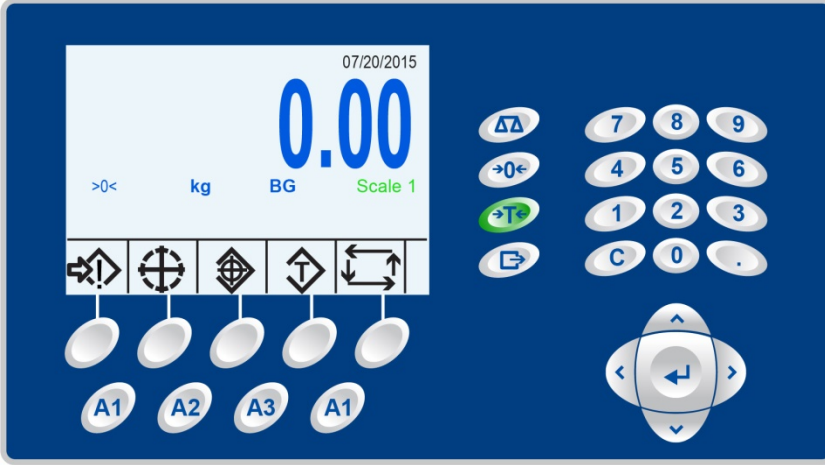 07/20/2015
0.00
>0< kg BG Scale 1
T
7 8 9
→0← 4 5 6
→T← 1 2 3
C 0 .
A1 A2 A3 A1